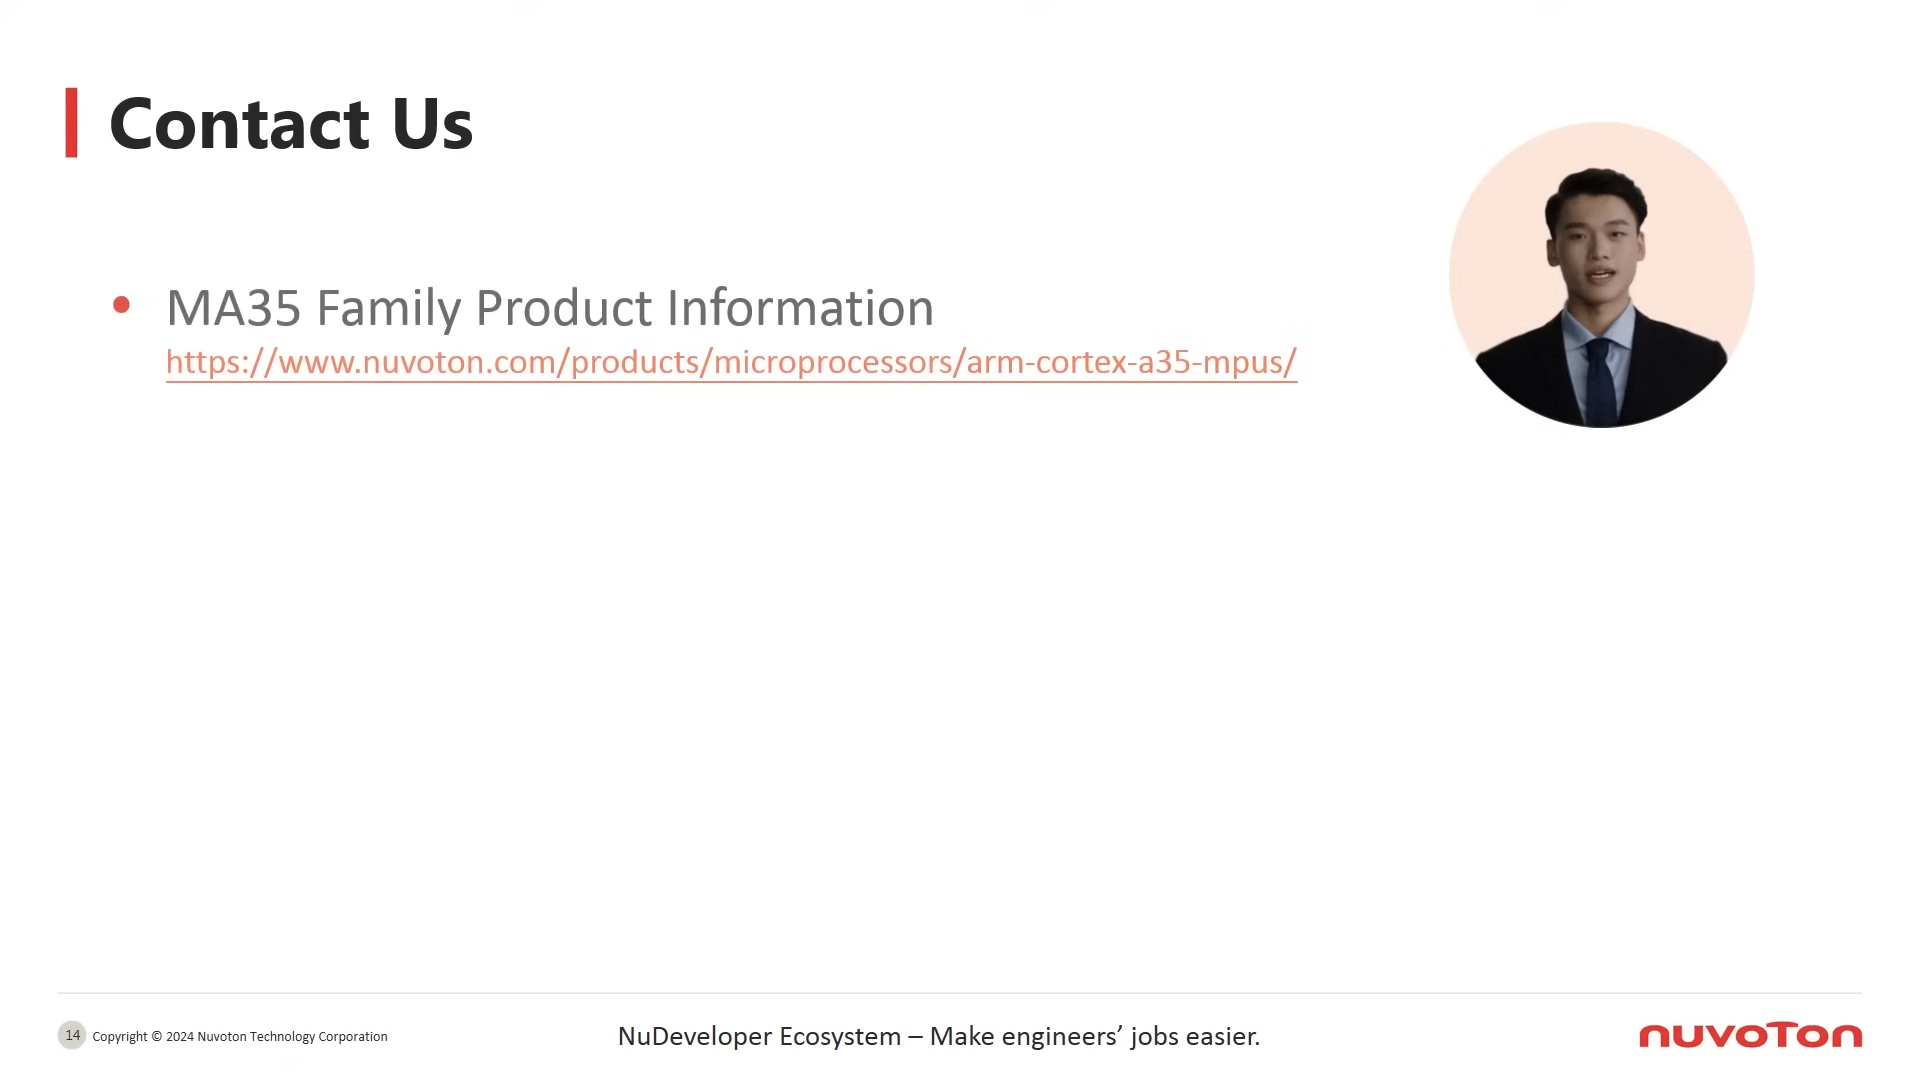 Contact Us
• MA35 Family Product Information
https://www.nuvoton.com/products/microprocessors/arm-cortex-a35-mpus/
14 Copyright © 2024 Nuvoton Technology Corporation
NuDeveloper Ecosystem – Make engineers’ jobs easier.
nuvoTon